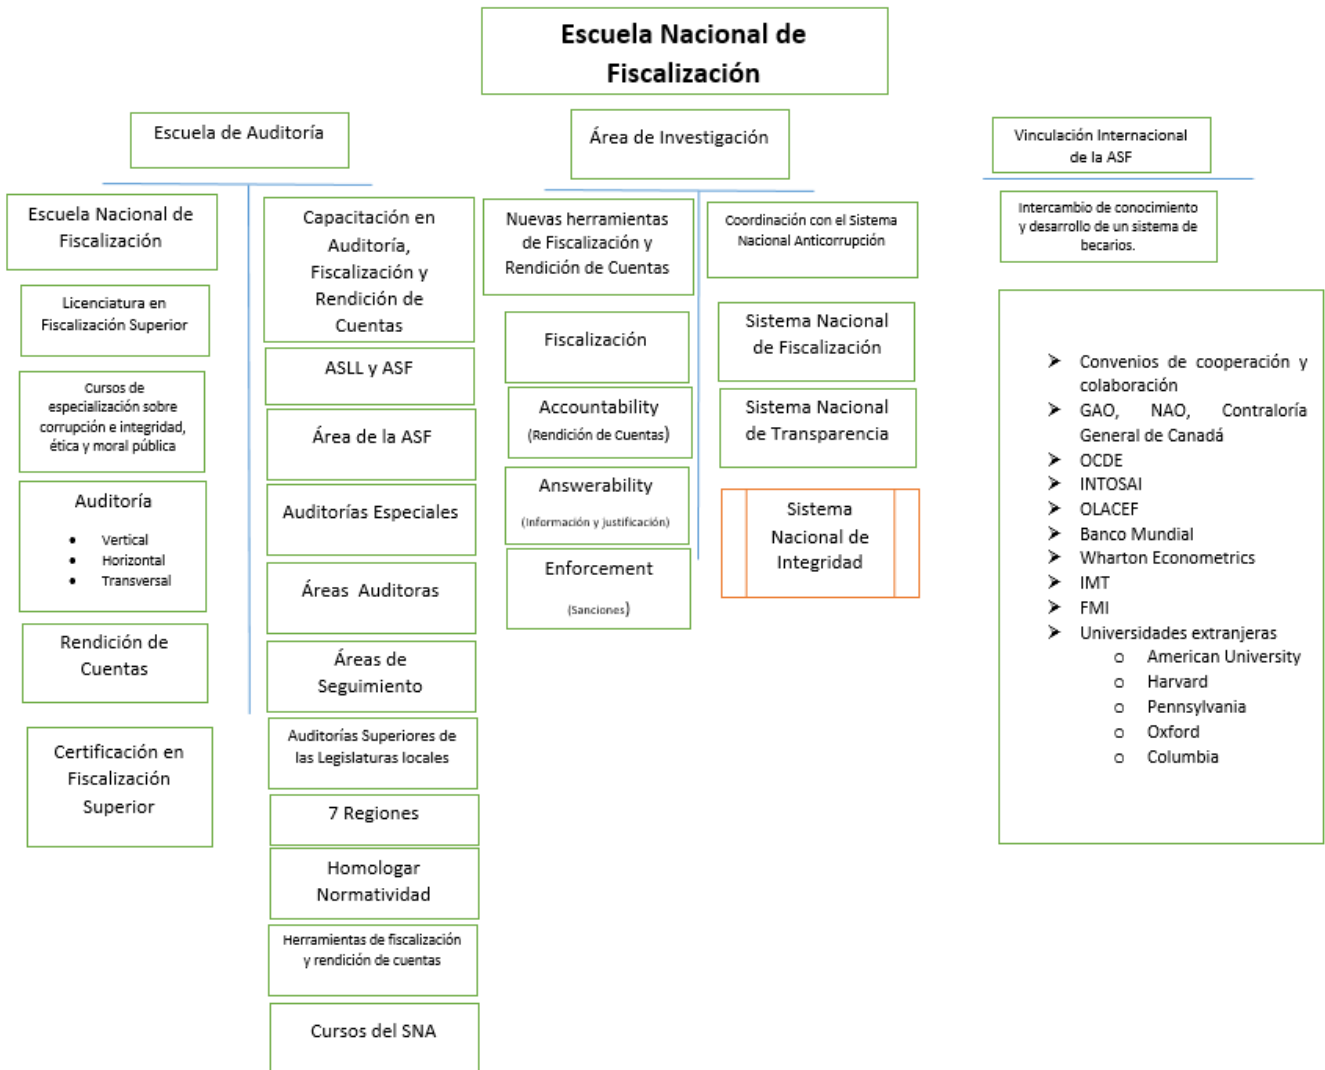 Escuela Nacional de
Fiscalización
Escuela de Auditoría
Escuela Nacional de
Fiscalización
Licenciatura en
Fiscalización Superior
Cursos de
especialización sobre
corrupción e integridad,
ética y moral pública
Auditoría
• Vertical
• Horizontal
• Transversal
Rendición de
Cuentas
Certificación en
Fiscalización
Superior
Capacitación en
Auditoría,
Fiscalización y
Rendición de
Cuentas
ASLL y ASF
Área de la ASF
Auditorías Especiales
Áreas Auditoras
Áreas de
Seguimiento
Auditorías Superiores de
las Legislaturas locales
7 Regiones
Homologar
Normatividad
Herramientas de fiscalización
y rendición de cuentas
Cursos del SNA
Área de Investigación
Nuevas herramientas
de Fiscalización y
Rendición de Cuentas
Fiscalización
Accountability
(Rendición de Cuentas)
Answerability
(Información y justificación)
Enforcement
(Sanciones)
Coordinación con el Sistema
Nacional Anticorrupción
Sistema Nacional
de Fiscalización
Sistema Nacional
de Transparencia
Sistema
Nacional de
Integridad
Vinculación Internacional
de la ASF
Intercambio de conocimiento
y desarrollo de un sistema de
becarios.
➢ Convenios de cooperación y
colaboración
➢ GAO, NAO, Contraloría
General de Canadá
➢ OCDE
➢ INTOSAI
➢ OLACEF
➢ Banco Mundial
➢ Wharton Econometrics
➢ IMT
➢ FMI
➢ Universidades extranjeras
o American University
o Harvard
o Pennsylvania
o Oxford
o Columbia